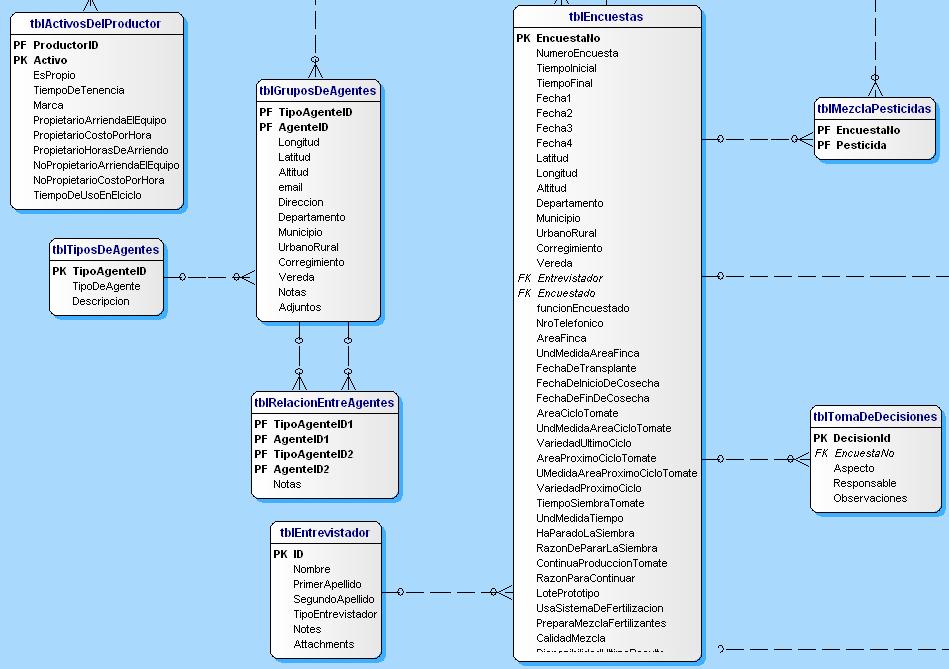 tblActivosDelProductor
PF ProductorID
PK Activo
EsPropio
TiempoDeTenencia
Marca
PropietarioArriendaElEquipo
PropietarioCostoPorHora
PropietarioHorasDeArriendo
NoPropietarioArriendaElEquipo
NoPropietarioCostoPorHora
TiempoDeUsoEnElciclo
tblTiposDeAgentes
PK TipoAgenteID
TipoDeAgente
Descripcion
tblGruposDeAgentes
PF TipoAgenteID
PF AgenteID
Longitud
Latitud
Altitud
email
Direccion
Departamento
Municipio
UrbanoRural
Corregimiento
Vereda
Notas
Adjuntos
tblRelacionEntreAgentes
PF TipoAgenteID1
PF AgenteID1
PF TipoAgenteID2
PF AgenteID2
Notas
tblEntrevistador
PK ID
Nombre
PrimerApellido
SegundoApellido
TipoEntrevistador
Notes
Attachments
tblEncuestas
PK EncuestaNo
NumeroEncuesta
TiempoInicial
TiempoFinal
Fecha1
Fecha2
Fecha3
Fecha4
Latitud
Longitud
Altitud
Departamento
Municipio
UrbanoRural
Corregimiento
Vereda
FK Entrevistador
FK Encuestado
funcionEncuestado
NroTelefonico
AreaFinca
UndMedidaAreaFinca
FechaDeTransplante
FechaDeInicioDeCosecha
FechaDeFinDeCosecha
AreaCicloTomate
UndMedidaAreaCicloTomate
VariedadUltimoCiclo
AreaProximoCicloTomate
UMedidaAreaProximoCicloTomate
VariedadProximoCiclo
TiempoSiembraTomate
UndMedidaTiempo
HaParadoLaSiembra
RazonDePararLaSiembra
ContinuaProduccionTomate
RazonParaContinuar
LotePrototipo
UsaSistemaDeFertilizacion
PreparaMezclaFertilizantes
CalidadMezcla
tblMezclaPesticidas
PF EncuestaNo
PF Pesticida
tblTomaDeDecisiones
PK DecisionId
FK EncuestaNo
Aspecto
Responsable
Observaciones